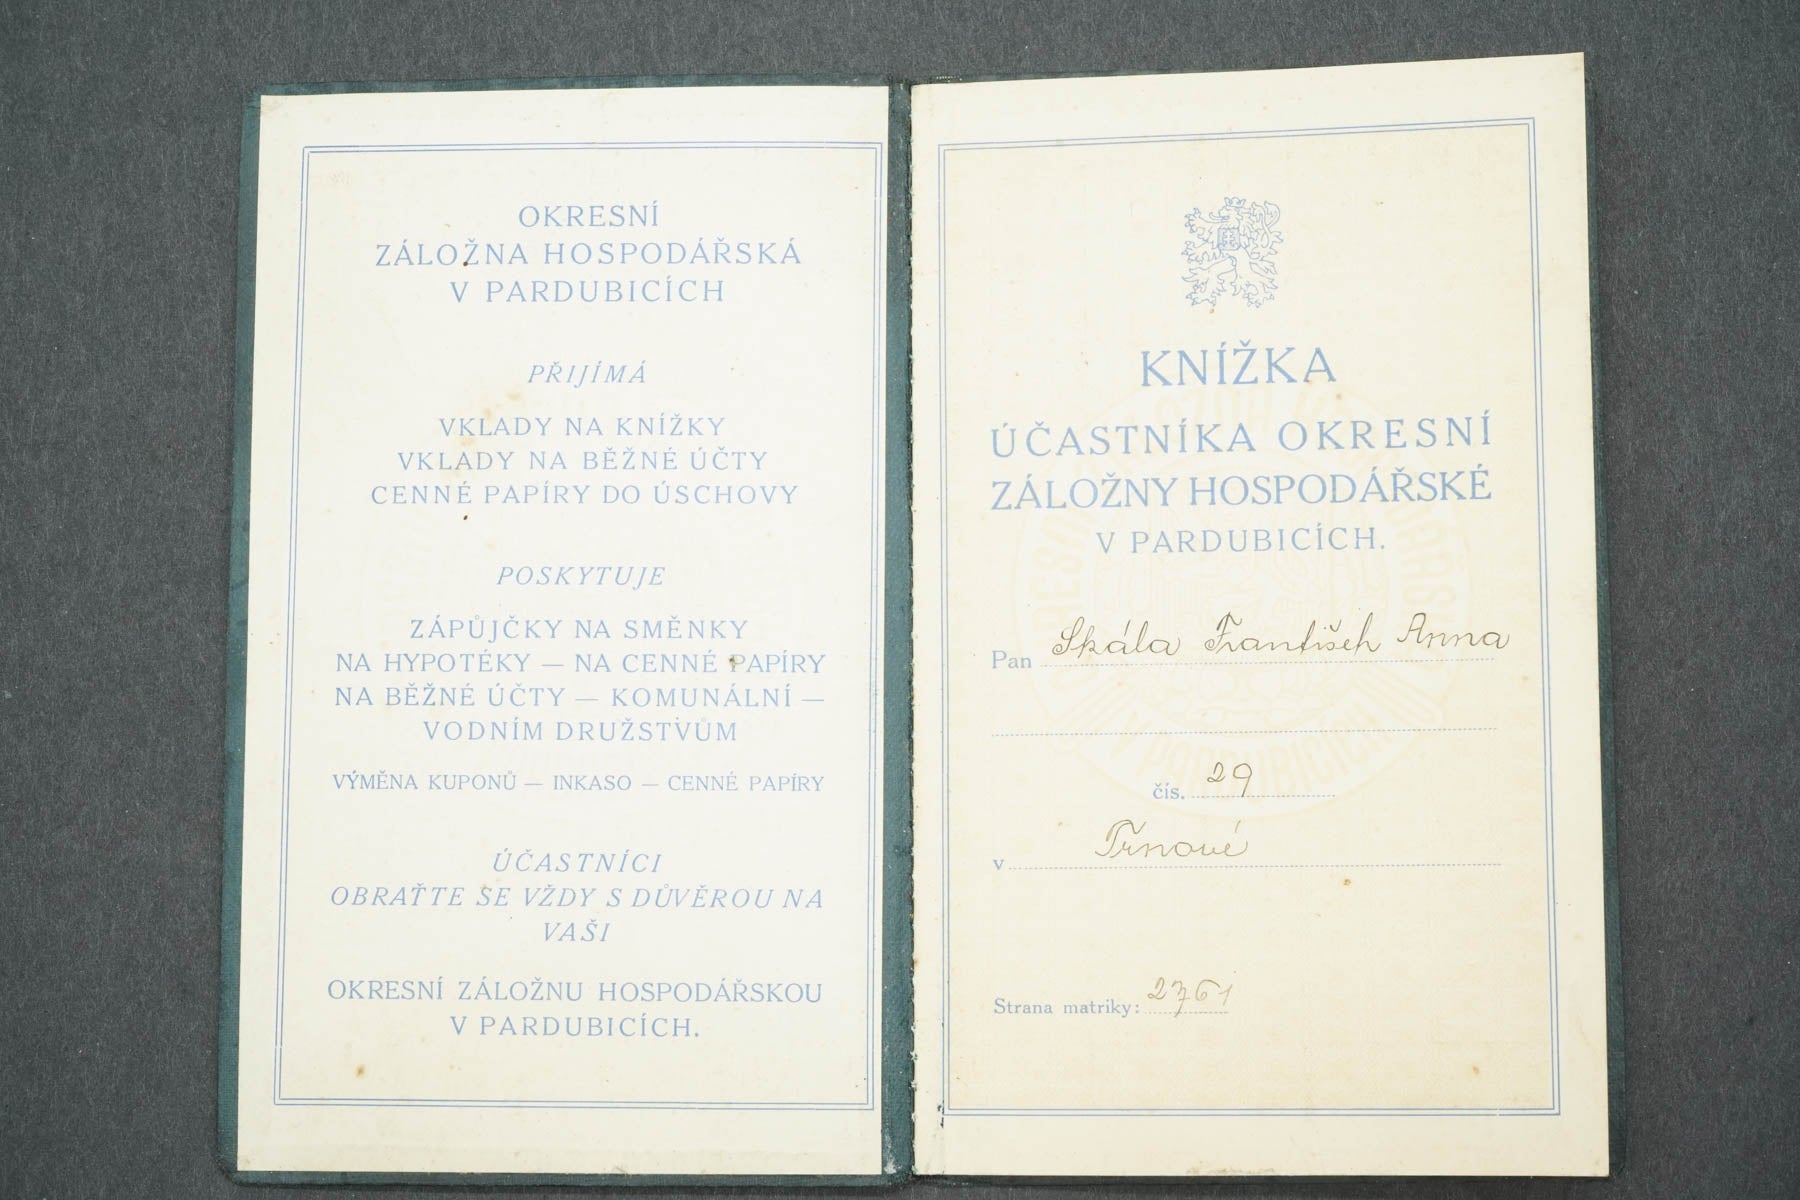 OKRESNÍ
ZÁLOŽNA HOSPODÁŘSKÁ
V PARDUBICÍCH
PŘIJÍMÁ
VKLADY NA KNÍŽKY
VKLADY NA BĚŽNÉ ÚČTY
CENNÉ PAPÍRY DO ÚSCHOVY
POSKYTUJE
ZÁPŮJČKY NA SMĚNKY
NA HYPOTÉKY — NA CENNÉ PAPÍRY
NA BĚŽNÉ ÚČTY — KOMUNÁLNÍ —
VODNÍM DRUŽSTVŮM
VÝMĚNA KUPONŮ — INKASO — CENNÉ PAPÍRY
ÚČASTNÍCI
OBRAŤTE SE VŽDY S DŮVĚROU NA
VAŠI
OKRESNÍ ZÁLOŽNU HOSPODÁŘSKOU
V PARDUBICÍCH.
KNÍŽKA
ÚČASTNÍKA OKRESNÍ
ZÁLOŽNY HOSPODÁŘSKÉ
V PARDUBICÍCH.
Pan Skála František Anna
čís. 29
v Trnové
Strana matriky: 2761